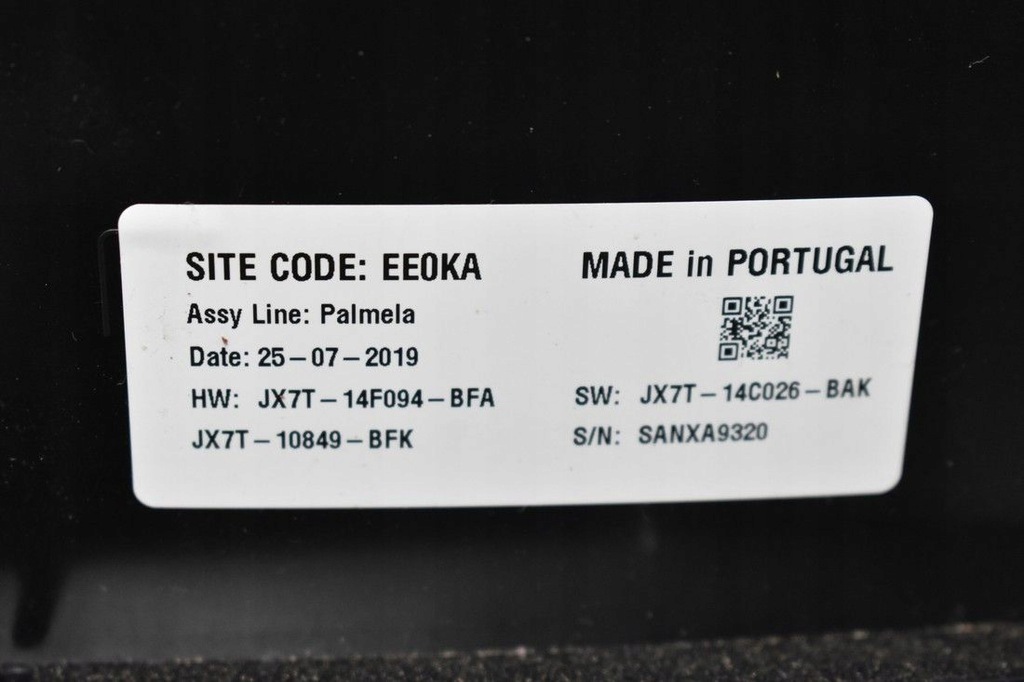 SITE CODE: EE0KA
MADE in PORTUGAL
Assy Line: Palmela
Date: 25-07-2019
HW: JX7T-14F094-BFA
SW: JX7T-14C026-BAK
JX7T-10849-BFK
S/N: SANXA9320